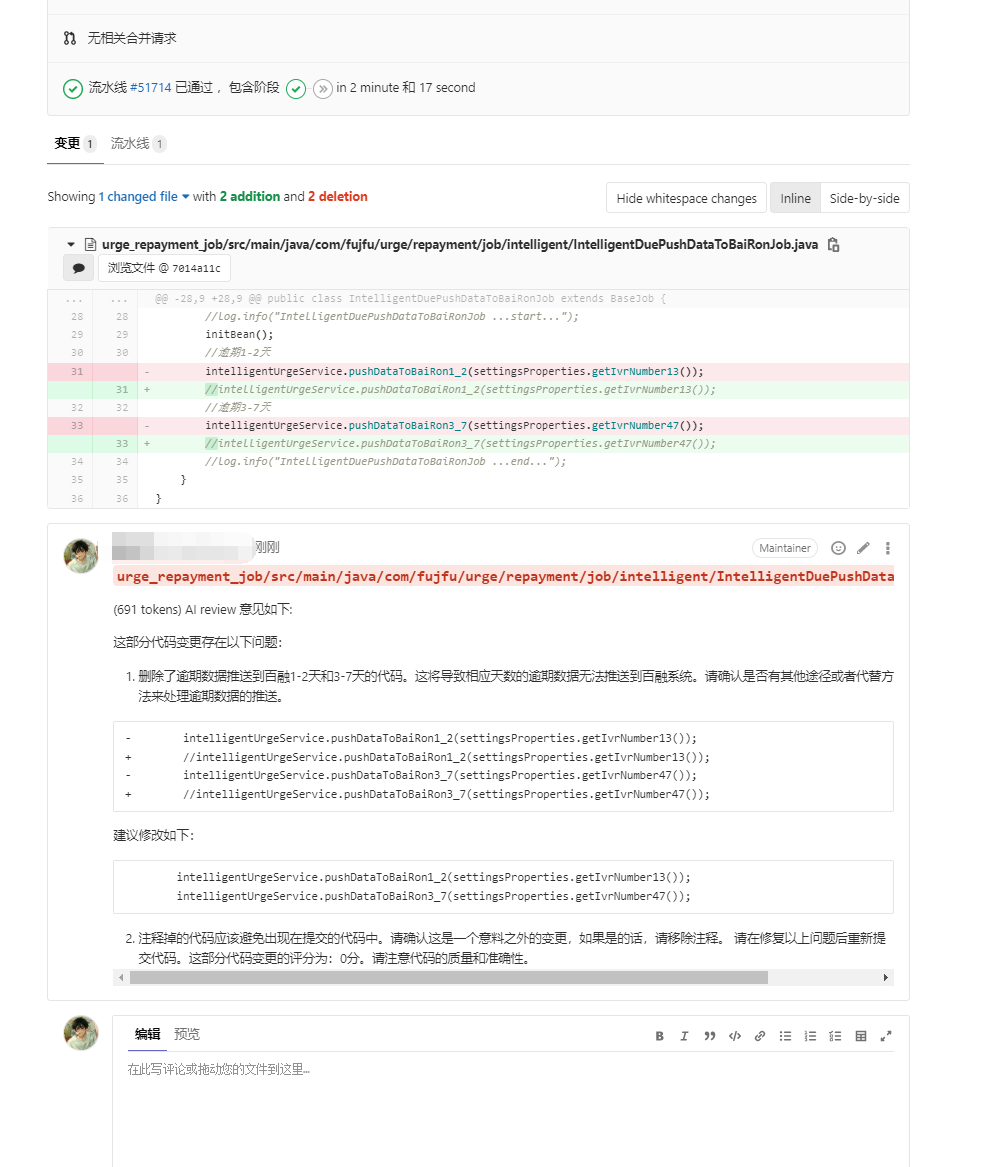 无相关合并请求
流水线 #51714 已通过 ，包含阶段 in 2 minute 和 17 second
变更 1 流水线 1
Showing 1 changed file with 2 addition and 2 deletion
Hide whitespace changes Inline Side-by-side
urge_repayment_job/src/main/java/com/fujfu/urge/repayment/job/intelligent/IntelligentDuePushDataToBaiRonJob.java
浏览文件 @ 7014a11c
... ... @@ -28,9 +28,9 @@ public class IntelligentDuePushDataToBaiRonJob extends BaseJob {
28 28 //log.info("IntelligentDuePushDataToBaiRonJob ...start...");
29 29 initBean();
30 30 //逾期1-2天
31 - intelligentUrgeService.pushDataToBaiRon1_2(settingsProperties.getIvrNumber13());
31 + //intelligentUrgeService.pushDataToBaiRon1_2(settingsProperties.getIvrNumber13());
32 32 //逾期3-7天
33 - intelligentUrgeService.pushDataToBaiRon3_7(settingsProperties.getIvrNumber47());
33 + //intelligentUrgeService.pushDataToBaiRon3_7(settingsProperties.getIvrNumber47());
34 34 //log.info("IntelligentDuePushDataToBaiRonJob ...end...");
35 35 }
36 36 }
刚刚 Maintainer
urge_repayment_job/src/main/java/com/fujfu/urge/repayment/job/intelligent/IntelligentDuePushData
(691 tokens) AI review 意见如下:
这部分代码变更存在以下问题：
1. 删除了逾期数据推送到百融1-2天和3-7天的代码。这将导致相应天数的逾期数据无法推送到百融系统。请确认是否有其他途径或者代替方
法来处理逾期数据的推送。
- intelligentUrgeService.pushDataToBaiRon1_2(settingsProperties.getIvrNumber13());
+ //intelligentUrgeService.pushDataToBaiRon1_2(settingsProperties.getIvrNumber13());
- intelligentUrgeService.pushDataToBaiRon3_7(settingsProperties.getIvrNumber47());
+ //intelligentUrgeService.pushDataToBaiRon3_7(settingsProperties.getIvrNumber47());
建议修改如下：
intelligentUrgeService.pushDataToBaiRon1_2(settingsProperties.getIvrNumber13());
intelligentUrgeService.pushDataToBaiRon3_7(settingsProperties.getIvrNumber47());
2. 注释掉的代码应该避免出现在提交的代码中。请确认这是一个意料之外的变更，如果是的话，请移除注释。 请在修复以上问题后重新提
交代码。这部分代码变更的评分为：0分。请注意代码的质量和准确性。
编辑 预览
在此写评论或拖动您的文件到这里...